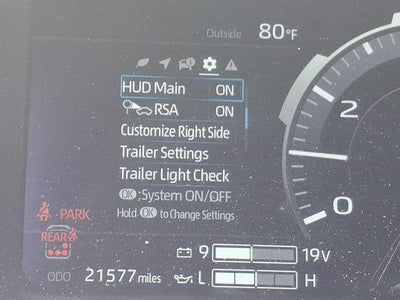 Outside 80°F
HUD Main ON
RSA ON
Customize Right Side
Trailer Settings
Trailer Light Check
OK :System ON/OFF
Hold OK to Change Settings
2
0
PARK
REAR
9 19V
ODO 21577 miles L H